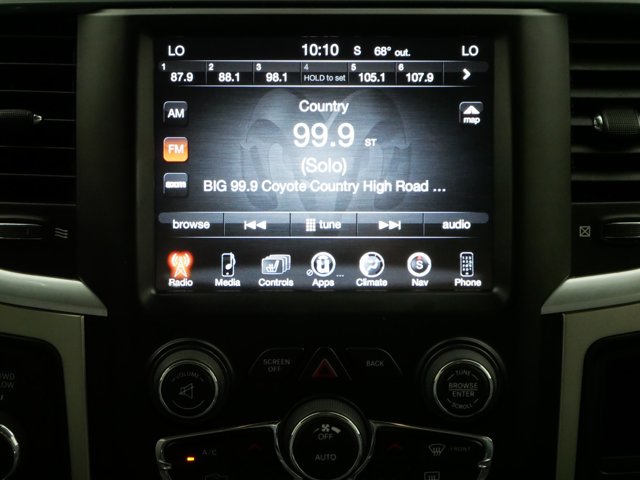 LO 10:10 S 68° out. LO
1 2 3 4 5 6
87.9 88.1 98.1 HOLD to set 105.1 107.9
Country
AM
99.9 ST
map
FM
(Solo)
SXM
BIG 99.9 Coyote Country High Road ...
browse tune audio
Radio Media Controls Apps ... Climate Nav Phone
SCREEN OFF
BACK
VOLUME
TUNE
BROWSE
ENTER
SCROLL
OFF
AUTO
A/C
FRONT